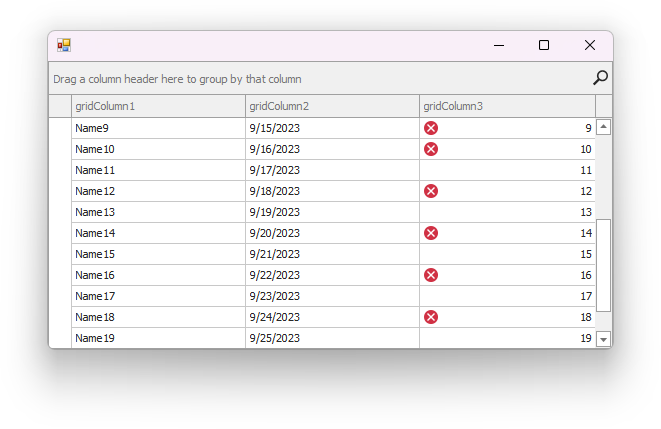 Drag a column header here to group by that column
gridColumn1 gridColumn2 gridColumn3
Name9 9/15/2023 9
Name10 9/16/2023 10
Name11 9/17/2023 11
Name12 9/18/2023 12
Name13 9/19/2023 13
Name14 9/20/2023 14
Name15 9/21/2023 15
Name16 9/22/2023 16
Name17 9/23/2023 17
Name18 9/24/2023 18
Name19 9/25/2023 19